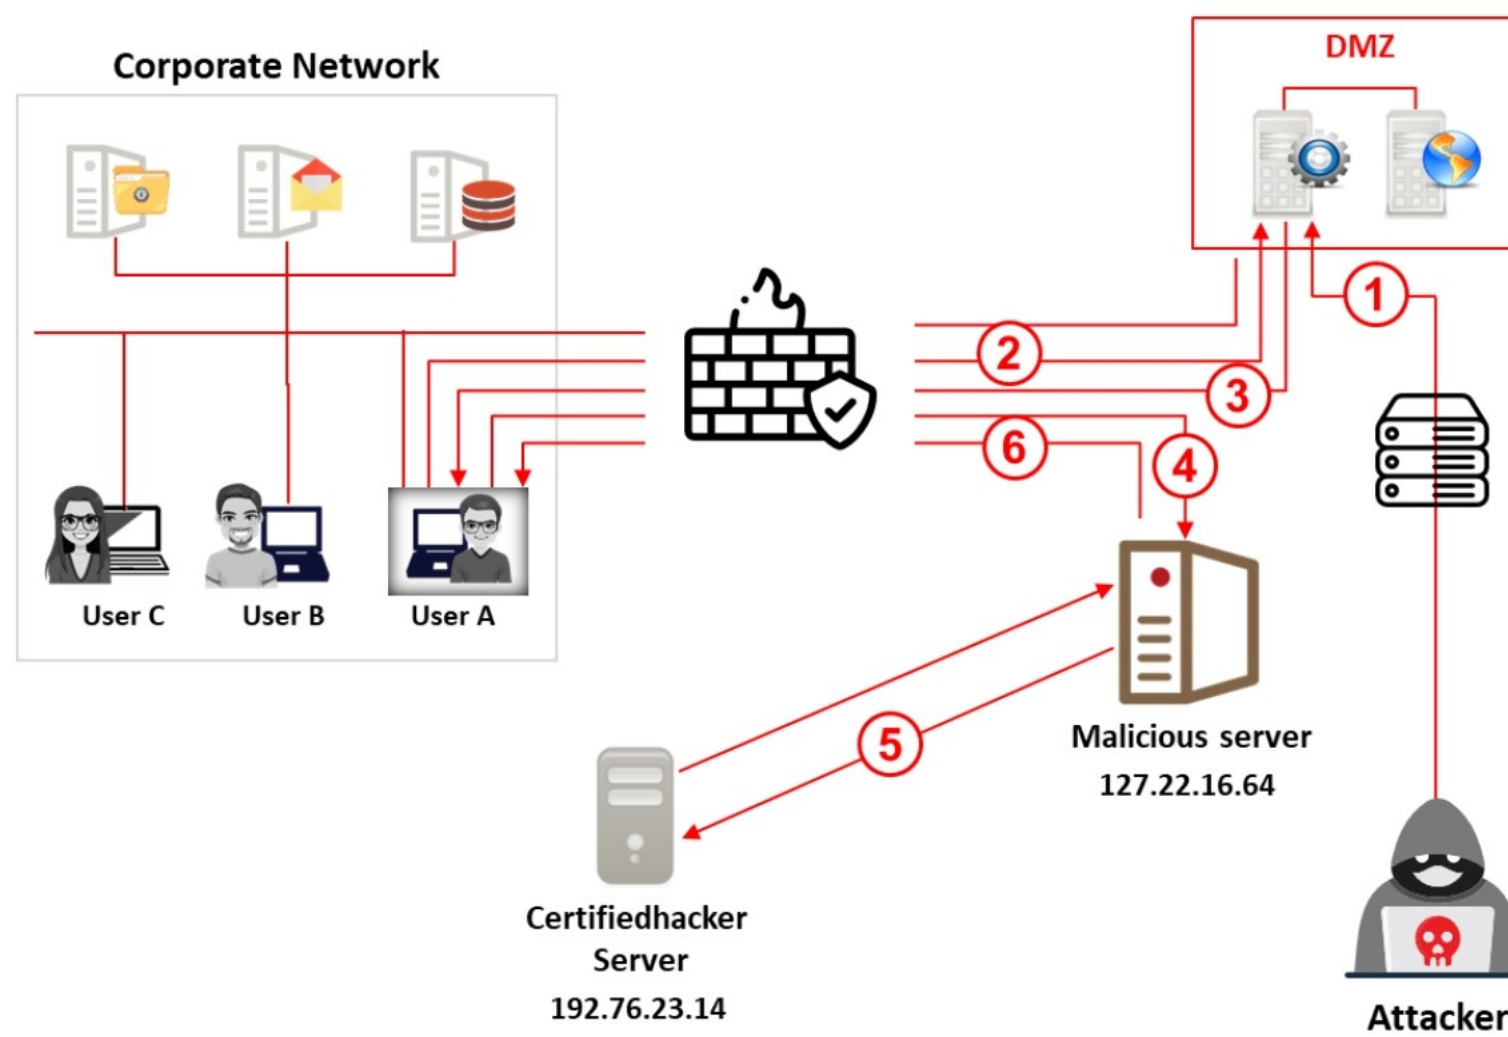 Corporate Network
DMZ
1
2
3
6
4
User C
User B
User A
5
Malicious server
127.22.16.64
Certifiedhacker
Server
192.76.23.14
Attacker